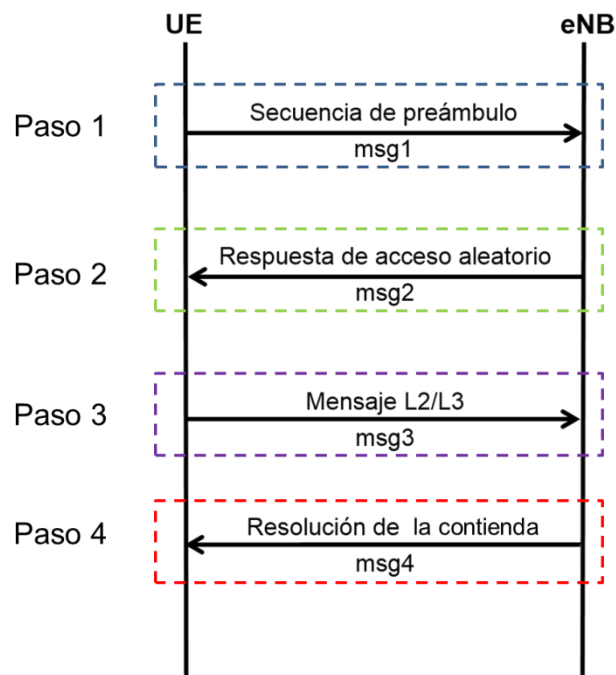 UE
eNB
Paso 1
Secuencia de preámbulo
msg1
Paso 2
Respuesta de acceso aleatorio
msg2
Paso 3
Mensaje L2/L3
msg3
Paso 4
Resolución de la contienda
msg4